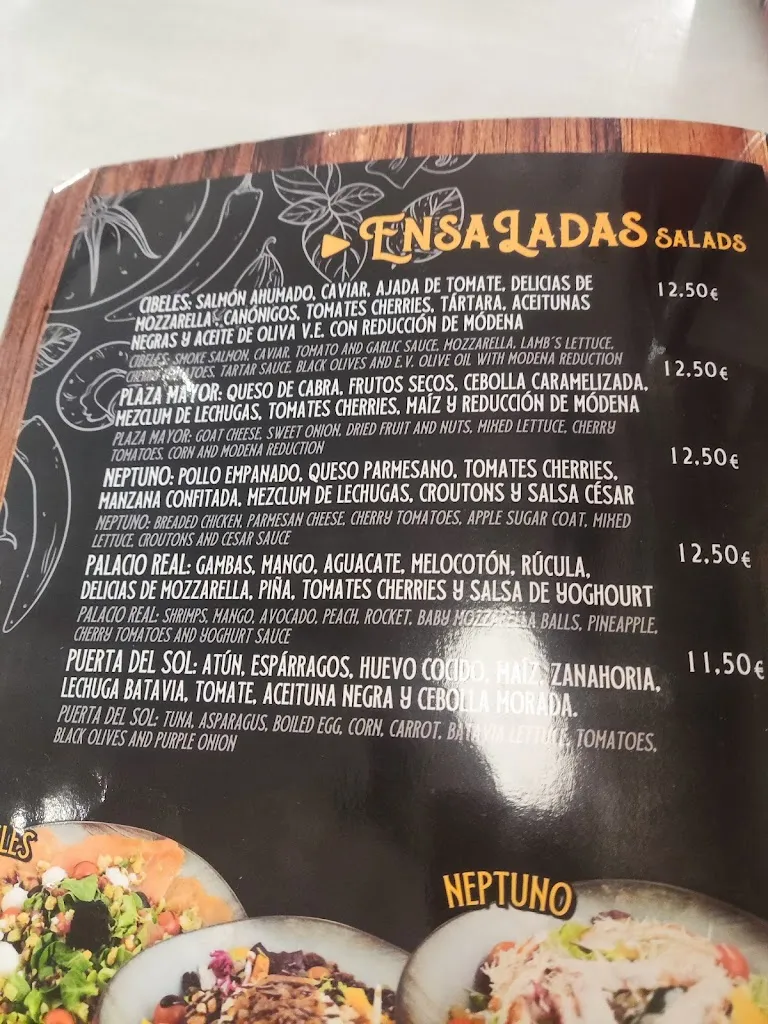 ENSALADAS SALADS
CIBELES: SALMÓN AHUMADO, CAVIAR, AJADA DE TOMATE, DELICIAS DE 12,50€
MOZZARELLA, CANÓNIGOS, TOMATES CHERRIES, TÁRTARA, ACEITUNAS
NEGRAS Y ACEITE DE OLIVA V.E. CON REDUCCIÓN DE MÓDENA
CIBELES: SMOKE SALMON, CAVIAR, TOMATO AND GARLIC SAUCE, MOZZARELLA, LAMB'S LETTUCE,
TARTAR SAUCE, BLACK OLIVES AND E.V. OLIVE OIL WITH MODENA REDUCTION
PLAZA MAYOR: QUESO DE CABRA, FRUTOS SECOS, CEBOLLA CARAMELIZADA, 12,50€
MEZCLUM DE LECHUGAS, TOMATES CHERRIES, MAÍZ Y REDUCCIÓN DE MÓDENA
PLAZA MAYOR: GOAT CHEESE, SWEET ONION, DRIED FRUIT AND NUTS, MIXED LETTUCE, CHERRY
TOMATOES, CORN AND MODENA REDUCTION
NEPTUNO: POLLO EMPANADO, QUESO PARMESANO, TOMATES CHERRIES, 12,50€
MANZANA CONFITADA, MEZCLUM DE LECHUGAS, CROUTONS Y SALSA CÉSAR
NEPTUNO: BREADED CHICKEN, PARMESAN CHEESE, CHERRY TOMATOES, APPLE SUGAR COAT, MIXED
LETTUCE, CROUTONS AND CESAR SAUCE
PALACIO REAL: GAMBAS, MANGO, AGUACATE, MELOCOTÓN, RÚCULA, 12,50€
DELICIAS DE MOZZARELLA, PIÑA, TOMATES CHERRIES Y SALSA DE YOGHOURT
PALACIO REAL: SHRIMPS, MANGO, AVOCADO, PEACH, ROCKET, BABY MOZZARELLA BALLS, PINEAPPLE,
CHERRY TOMATOES AND YOGHURT SAUCE
PUERTA DEL SOL: ATÚN, ESPÁRRAGOS, HUEVO COCIDO, MAÍZ, ZANAHORIA, 11,50€
LECHUGA BATAVIA, TOMATE, ACEITUNA NEGRA Y CEBOLLA MORADA.
PUERTA DEL SOL: TUNA, ASPARAGUS, BOILED EGG, CORN, CARROT, BATAVIA LETTUCE, TOMATOES,
BLACK OLIVES AND PURPLE ONION
NEPTUNO